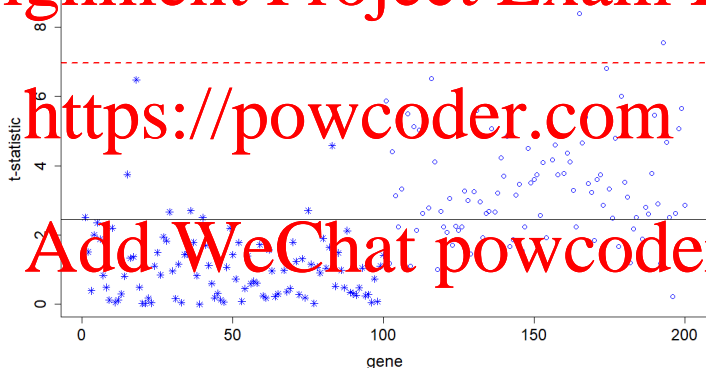 ignment Project Exam
https://powcoder.com
Add WeChat powcoder
t-statistic
8
6
4
2
0
0 50 100 150 200
gene